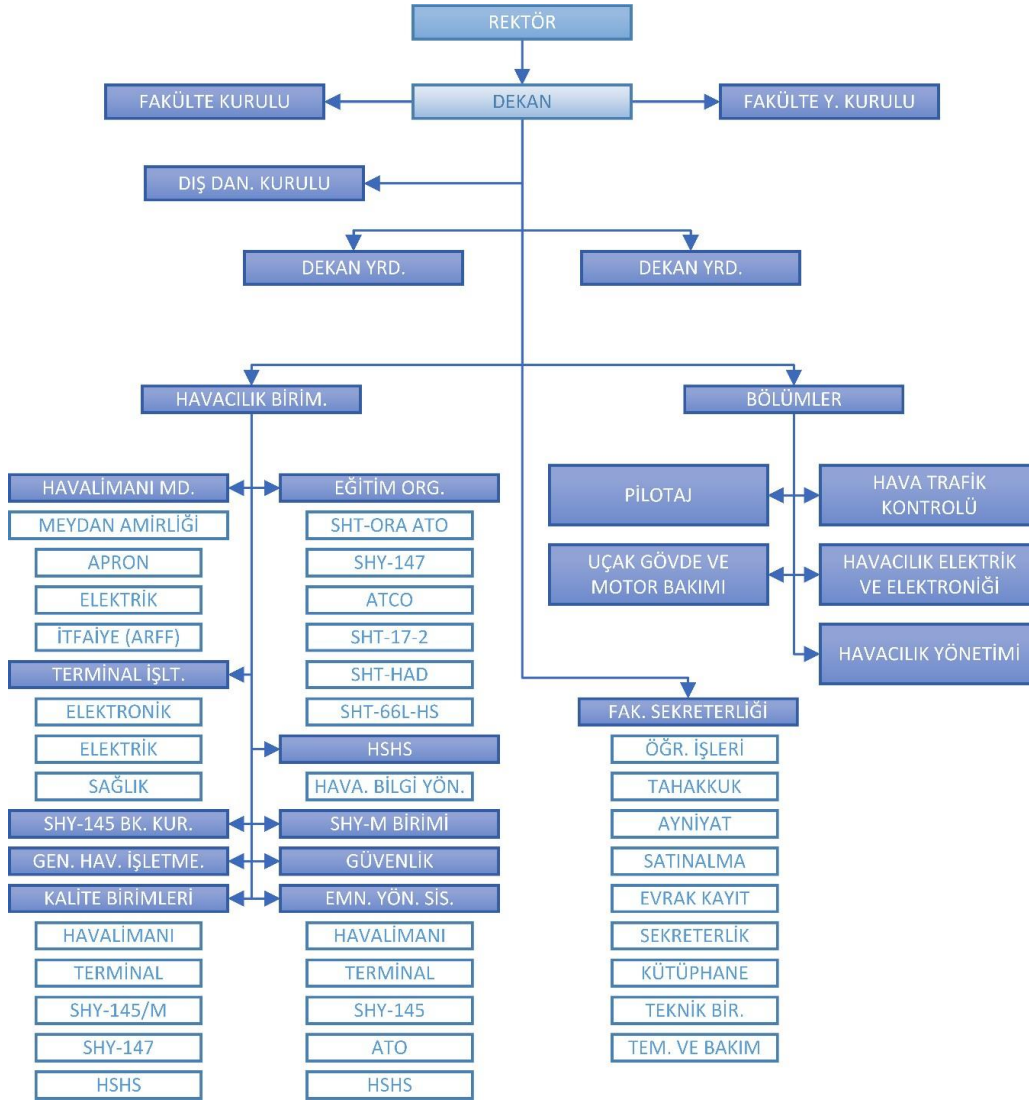 REKTÖR
FAKÜLTE KURULU
DEKAN
FAKÜLTE Y. KURULU
DIŞ DAN. KURULU
DEKAN YRD.
DEKAN YRD.
HAVACILIK BİRİM.
BÖLÜMLER
HAVALİMANI MD.
MEYDAN AMİRLİĞİ
APRON
ELEKTRİK
İTFAİYE (ARFF)
TERMİNAL İŞLT.
ELEKTRONİK
ELEKTRİK
SAĞLIK
SHY-145 BK. KUR.
GEN. HAV. İŞLETME.
KALİTE BİRİMLERİ
HAVALİMANI
TERMİNAL
SHY-145/M
SHY-147
HSHS
EĞİTİM ORG.
SHT-ORA ATO
SHY-147
ATCO
SHT-17-2
SHT-HAD
SHT-66L-HS
HSHS
HAVA. BİLGİ YÖN.
SHY-M BİRİMİ
GÜVENLİK
EMN. YÖN. SİS.
HAVALİMANI
TERMİNAL
SHY-145
ATO
HSHS
PİLOTAJ
HAVA TRAFİK
KONTROLÜ
UÇAK GÖVDE VE
MOTOR BAKIMI
HAVACILIK ELEKTRİK
VE ELEKTRONİĞİ
HAVACILIK YÖNETİMİ
FAK. SEKRETERLİĞİ
ÖĞR. İŞLERİ
TAHAKKUK
AYNİYAT
SATINALMA
EVRAK KAYIT
SEKRETERLİK
KÜTÜPHANE
TEKNİK BİR.
TEM. VE BAKIM